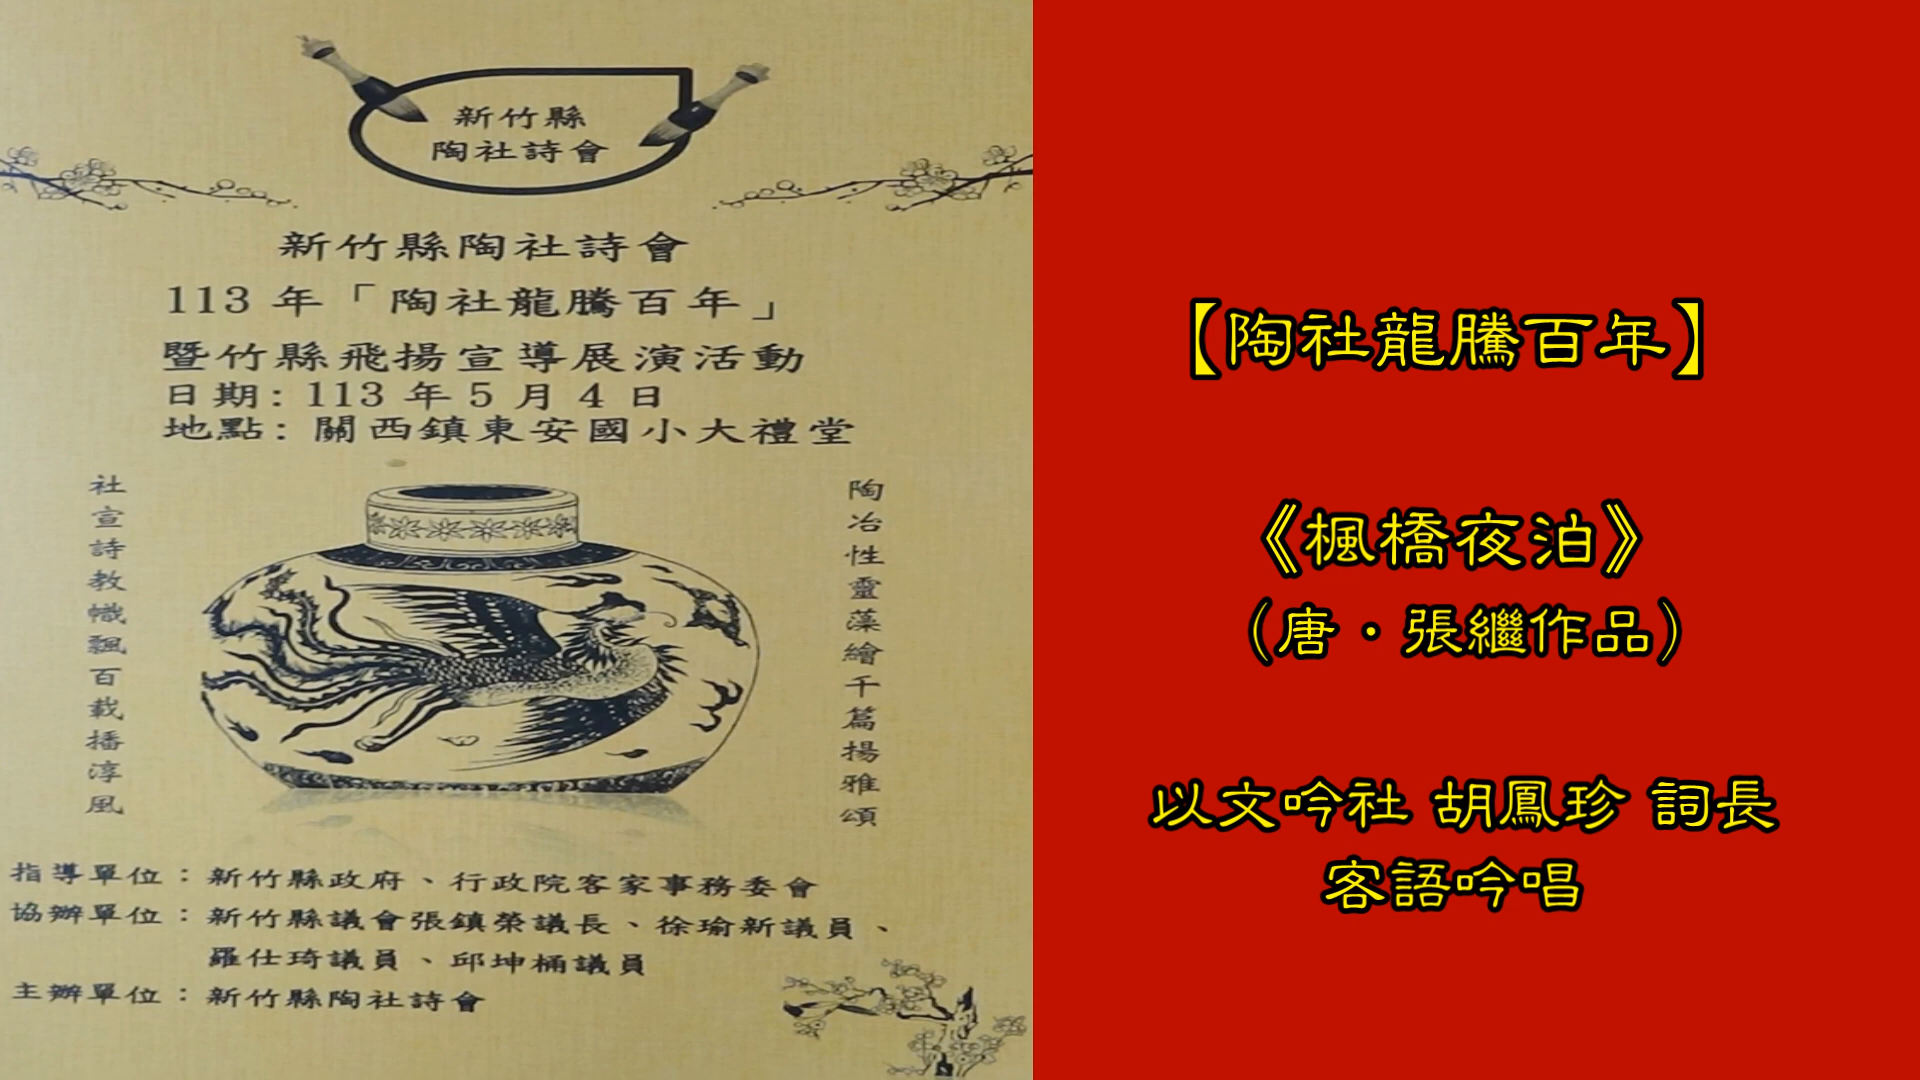 新竹縣
陶社詩會
新竹縣陶社詩會
113 年「陶社龍騰百年」
暨竹縣飛揚宣導展演活動
日期: 113 年 5 月 4 日
地點: 關西鎮東安國小大禮堂
陶冶性靈藻繪千篇揚雅頌
社宣詩教幟飄百載播淳風
指導單位：新竹縣政府、行政院客家事務委會
協辦單位：新竹縣議會張鎮榮議長、徐瑜新議員、
羅仕琦議員、邱坤桶議員
主辦單位：新竹縣陶社詩會
【陶社龍騰百年】
《楓橋夜泊》
（唐．張繼作品）
以文吟社 胡鳳珍 詞長
客語吟唱